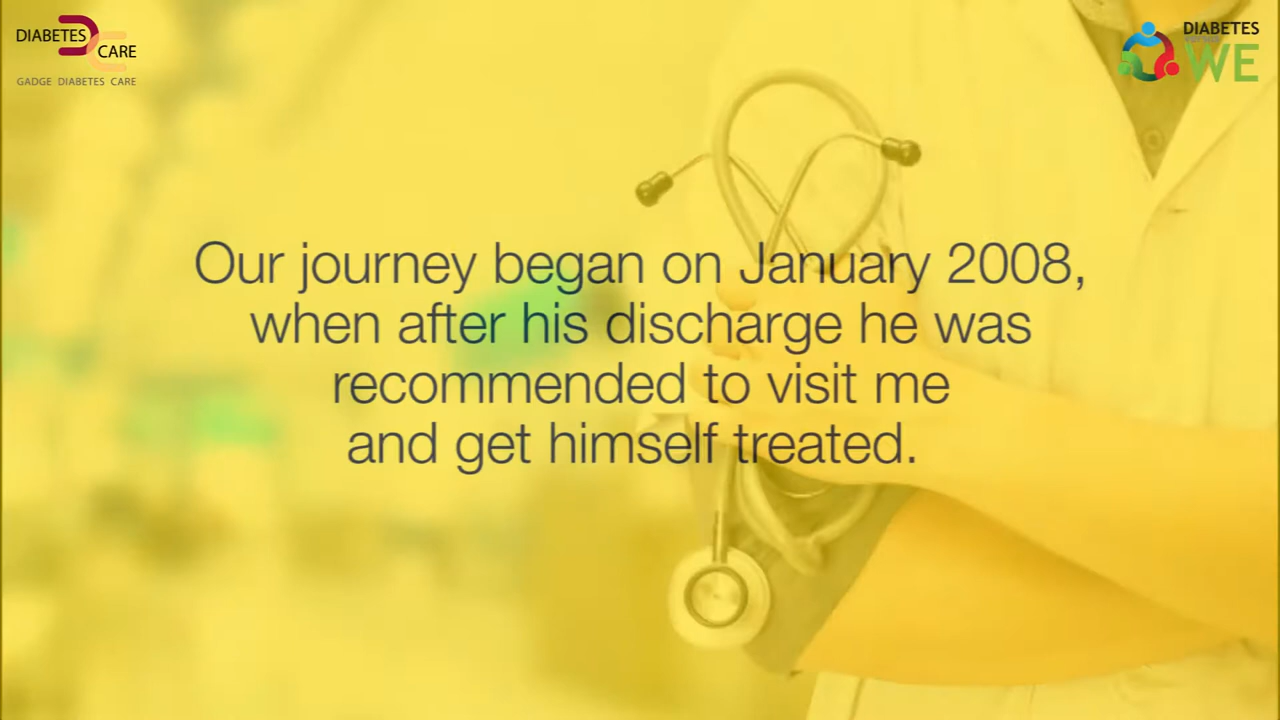 DIABETES
CARE
GADGE DIABETES CARE
DIABETES
WE
Our journey began on January 2008,
when after his discharge he was
recommended to visit me
and get himself treated.